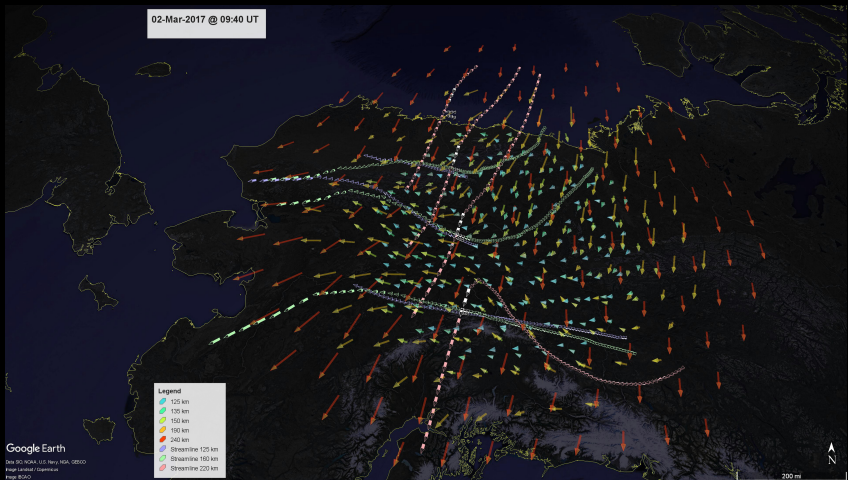 02-Mar-2017 @ 09:40 UT
Legend
125 km
135 km
150 km
190 km
240 km
Streamline 125 km
Streamline 160 km
Streamline 220 km
Google Earth
Data SIO, NOAA, U.S. Navy, NGA, GEBCO
Image Landsat / Copernicus
Image IBCAO
N
200 mi